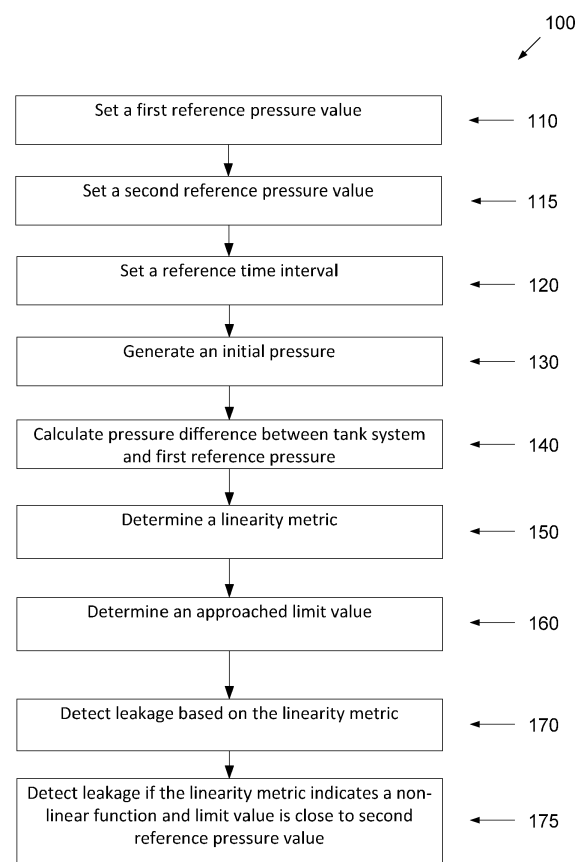 100
Set a first reference pressure value
110
Set a second reference pressure value
115
Set a reference time interval
120
Generate an initial pressure
130
Calculate pressure difference between tank system
and first reference pressure
140
Determine a linearity metric
150
Determine an approached limit value
160
Detect leakage based on the linearity metric
170
Detect leakage if the linearity metric indicates a non-
linear function and limit value is close to second
reference pressure value
175